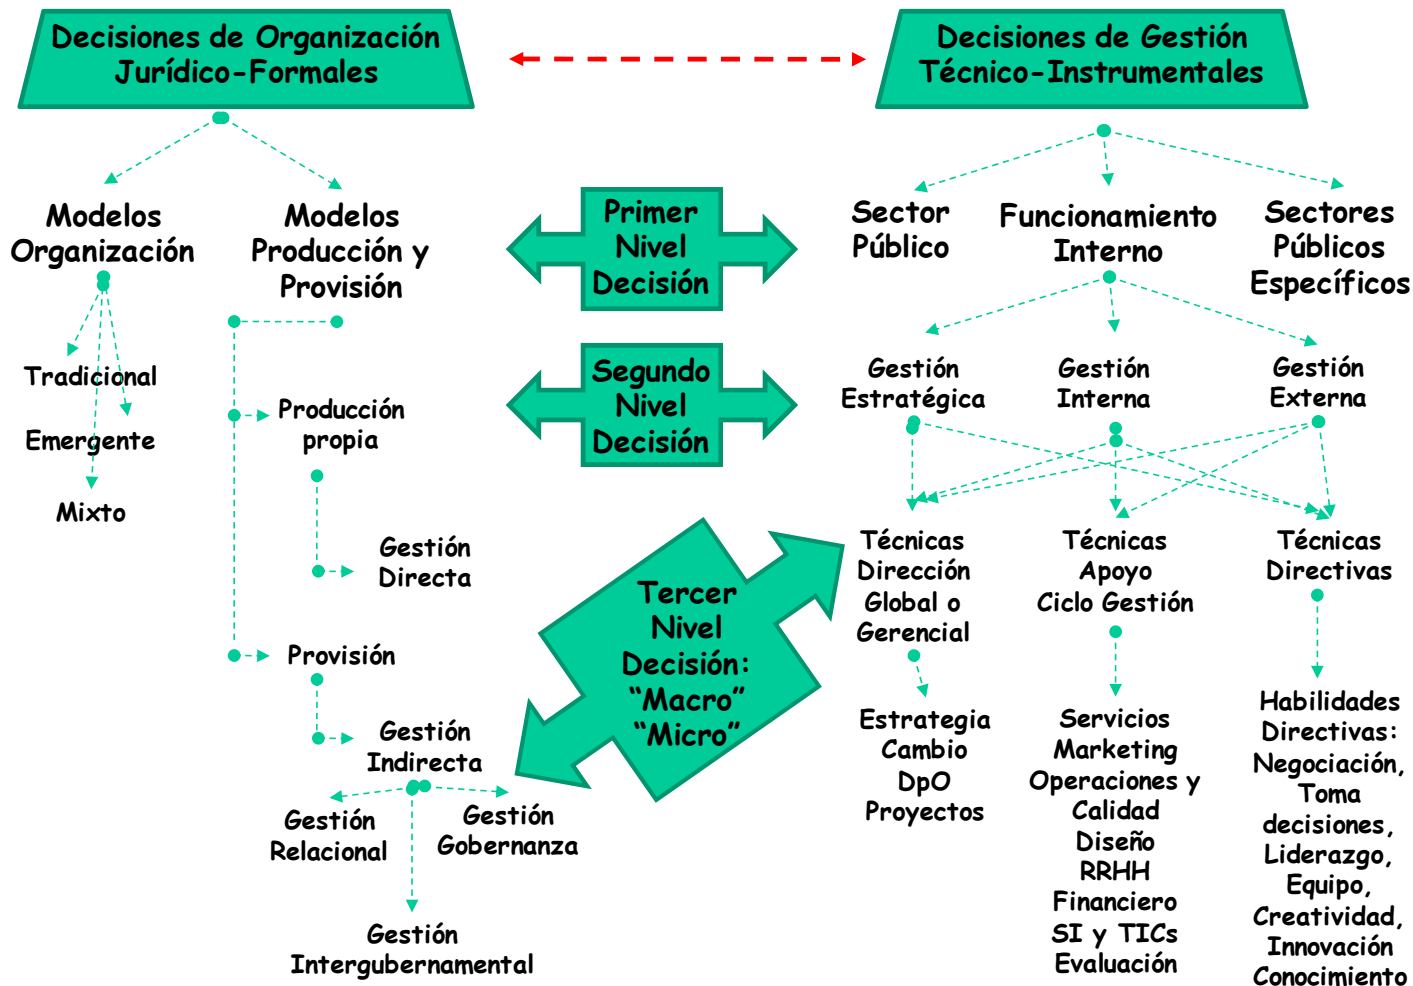 Decisiones de Organización
Jurídico-Formales
Decisiones de Gestión
Técnico-Instrumentales
Modelos
Organización
Modelos
Producción y
Provisión
Primer
Nivel
Decisión
Sector
Público
Funcionamiento
Interno
Sectores
Públicos
Específicos
Tradicional
Emergente
Mixto
Producción
propia
Gestión
Directa
Provisión
Gestión
Indirecta
Gestión
Relacional
Gestión
Gobernanza
Gestión
Intergubernamental
Segundo
Nivel
Decisión
Gestión
Estratégica
Gestión
Interna
Gestión
Externa
Tercer
Nivel
Decisión:
“Macro”
“Micro”
Técnicas
Dirección
Global o
Gerencial
Técnicas
Apoyo
Ciclo Gestión
Técnicas
Directivas
Estrategia
Cambio
DpO
Proyectos
Servicios
Marketing
Operaciones y
Calidad
Diseño
RRHH
Financiero
SI y TICs
Evaluación
Habilidades
Directivas:
Negociación,
Toma
decisiones,
Liderazgo,
Equipo,
Creatividad,
Innovación
Conocimiento